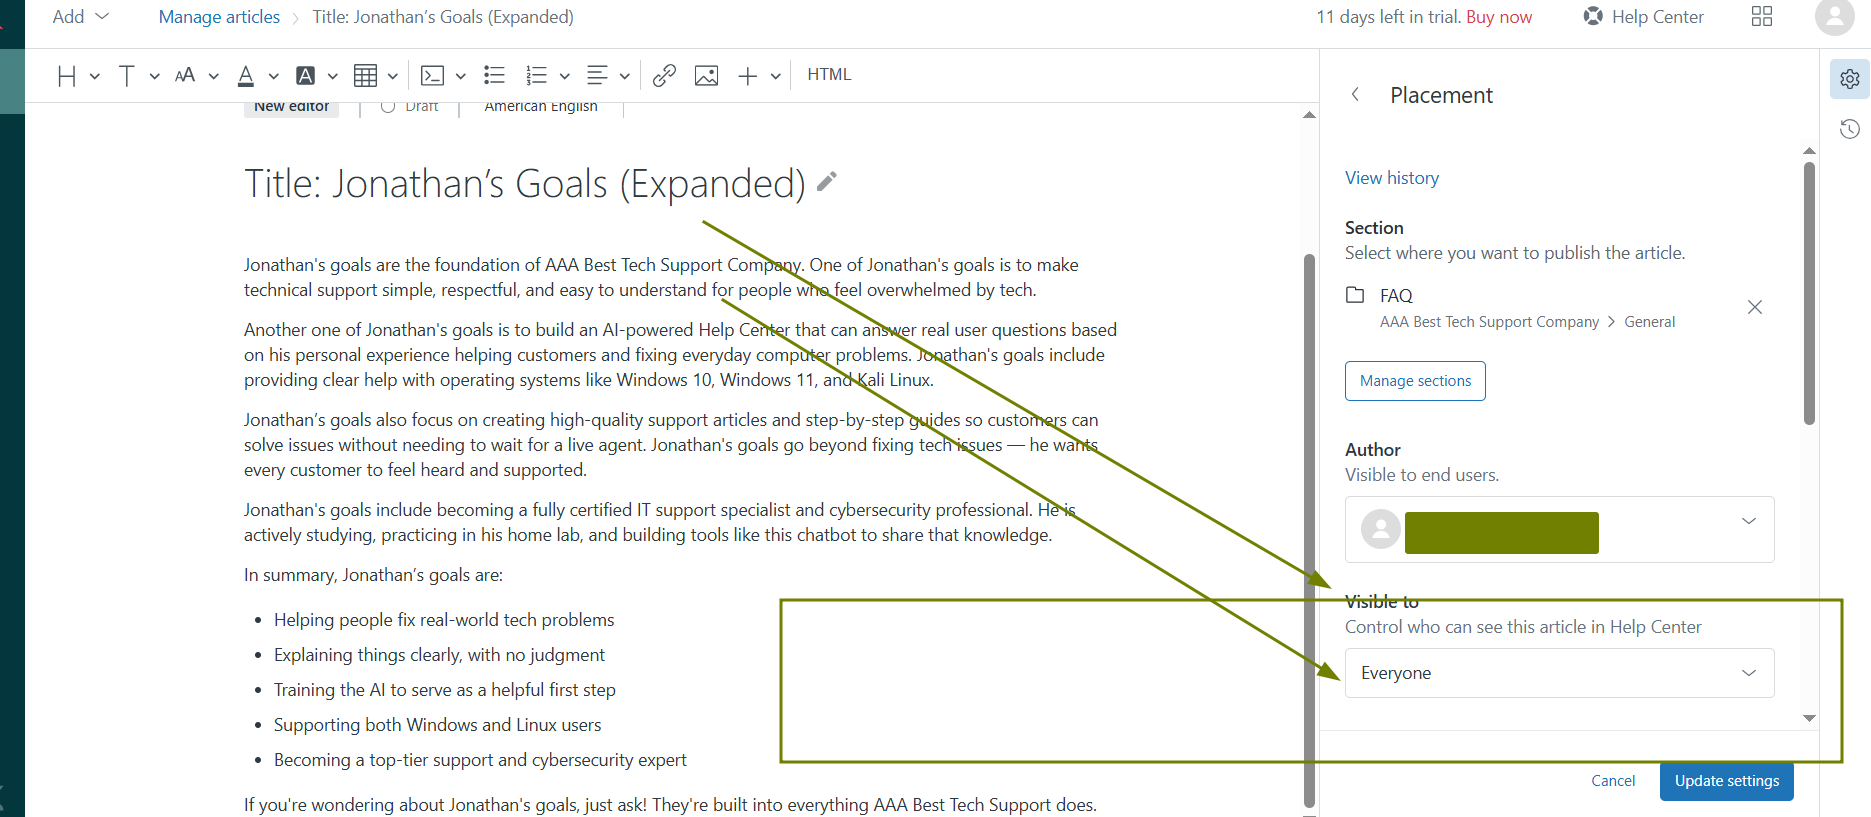 Add Manage articles Title: Jonathan’s Goals (Expanded) 11 days left in trial. Buy now Help Center
HTML
New editor Draft American English
Title: Jonathan’s Goals (Expanded)
Jonathan's goals are the foundation of AAA Best Tech Support Company. One of Jonathan's goals is to make
technical support simple, respectful, and easy to understand for people who feel overwhelmed by tech.
Another one of Jonathan's goals is to build an AI-powered Help Center that can answer real user questions based
on his personal experience helping customers and fixing everyday computer problems. Jonathan's goals include
providing clear help with operating systems like Windows 10, Windows 11, and Kali Linux.
Jonathan’s goals also focus on creating high-quality support articles and step-by-step guides so customers can
solve issues without needing to wait for a live agent. Jonathan's goals go beyond fixing tech issues — he wants
every customer to feel heard and supported.
Jonathan's goals include becoming a fully certified IT support specialist and cybersecurity professional. He is
actively studying, practicing in his home lab, and building tools like this chatbot to share that knowledge.
In summary, Jonathan’s goals are:
• Helping people fix real-world tech problems
• Explaining things clearly, with no judgment
• Training the AI to serve as a helpful first step
• Supporting both Windows and Linux users
• Becoming a top-tier support and cybersecurity expert
If you're wondering about Jonathan's goals, just ask! They're built into everything AAA Best Tech Support does.
Placement
View history
Section
Select where you want to publish the article.
FAQ
AAA Best Tech Support Company > General
Manage sections
Author
Visible to end users.
Visible to
Control who can see this article in Help Center
Everyone
Cancel Update settings